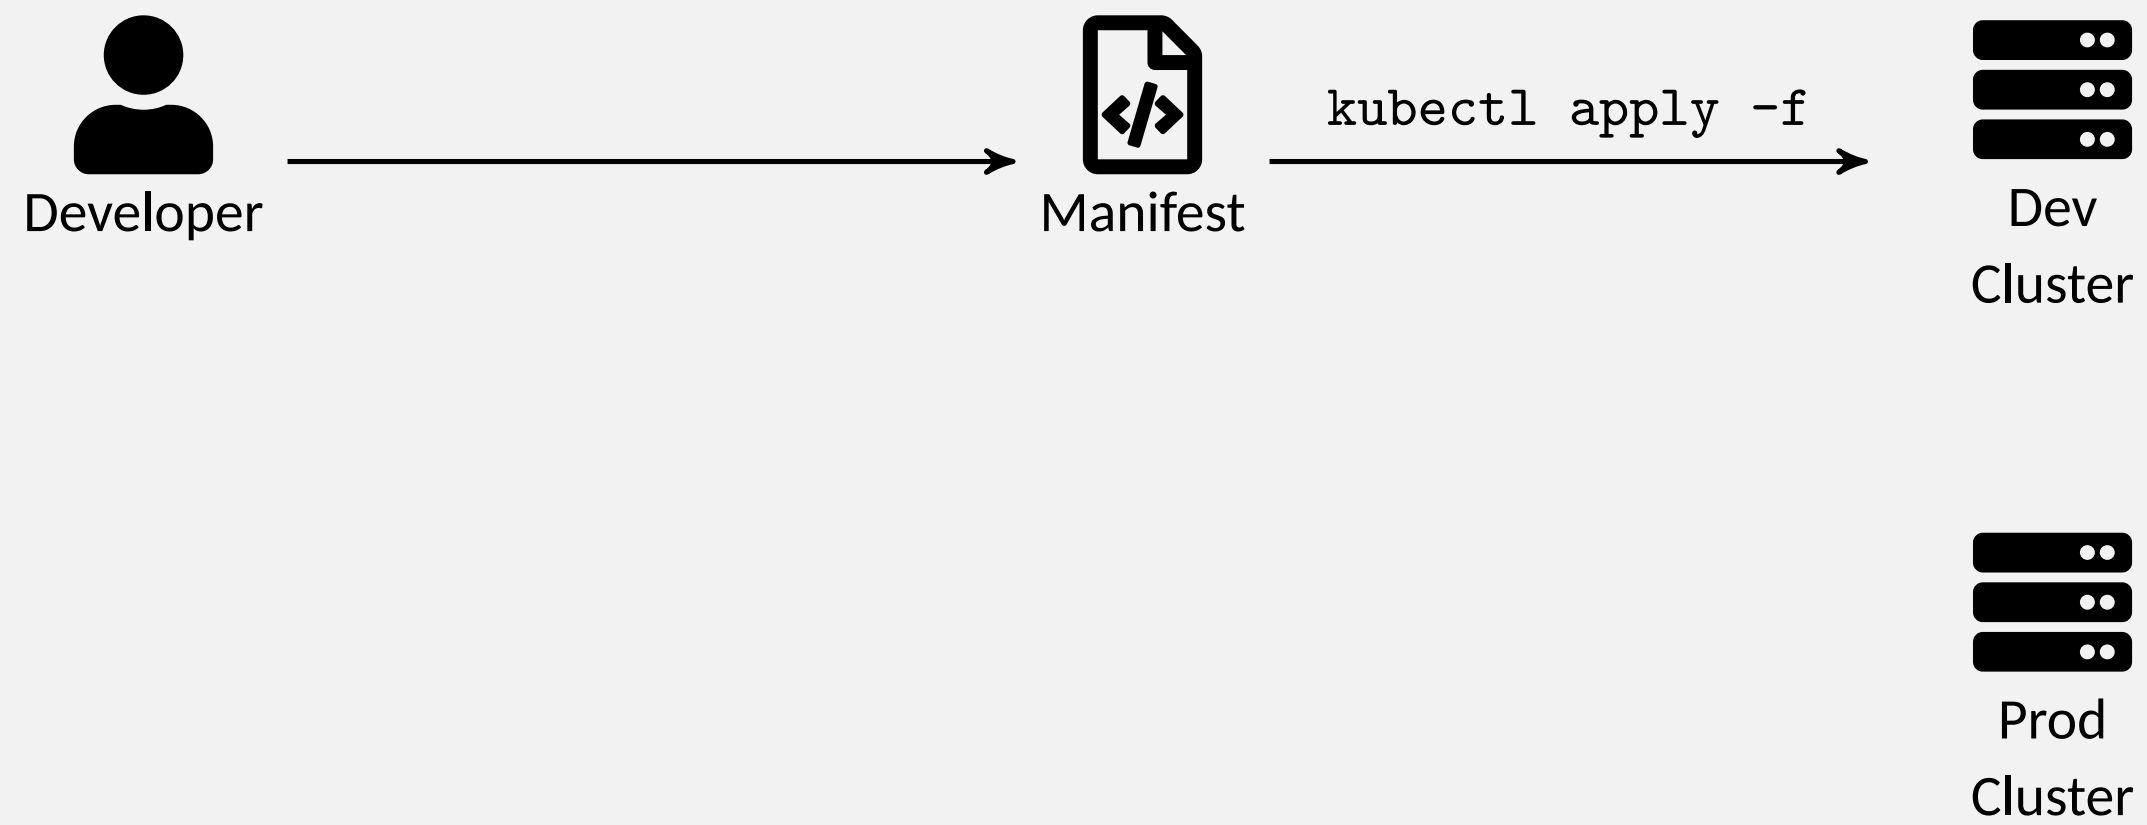 kubectl apply -f
Developer
Manifest
Dev
Cluster
Prod
Cluster